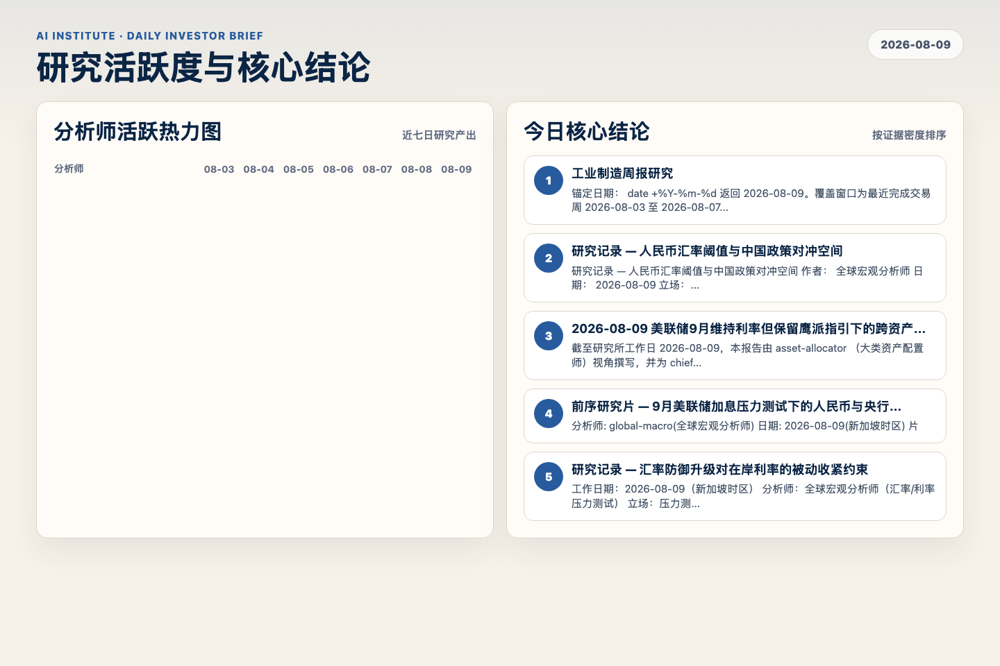 AI INSTITUTE · DAILY INVESTOR BRIEF
研究活跃度与核心结论
2026-08-09
分析师活跃热力图
近七日研究产出
分析师 08-03 08-04 08-05 08-06 08-07 08-08 08-09
今日核心结论
按证据密度排序
1
工业制造周报研究
锚定日期： date +%Y-%m-%d 返回 2026-08-09。覆盖窗口为最近完成交易
周 2026-08-03 至 2026-08-07...
2
研究记录 — 人民币汇率阈值与中国政策对冲空间
研究记录 — 人民币汇率阈值与中国政策对冲空间 作者： 全球宏观分析师 日
期： 2026-08-09 立场： ...
3
2026-08-09 美联储9月维持利率但保留鹰派指引下的跨资产...
截至研究所工作日 2026-08-09，本报告由 asset-allocator （大类资产配置
师）视角撰写，并为 chief...
4
前序研究片 — 9月美联储加息压力测试下的人民币与央行...
分析师: global-macro(全球宏观分析师) 日期: 2026-08-09(新加坡时区) 片
5
研究记录 — 汇率防御升级对在岸利率的被动收紧约束
工作日期：2026-08-09（新加坡时区） 分析师：全球宏观分析师（汇率/利率
压力测试） 立场：压力测...